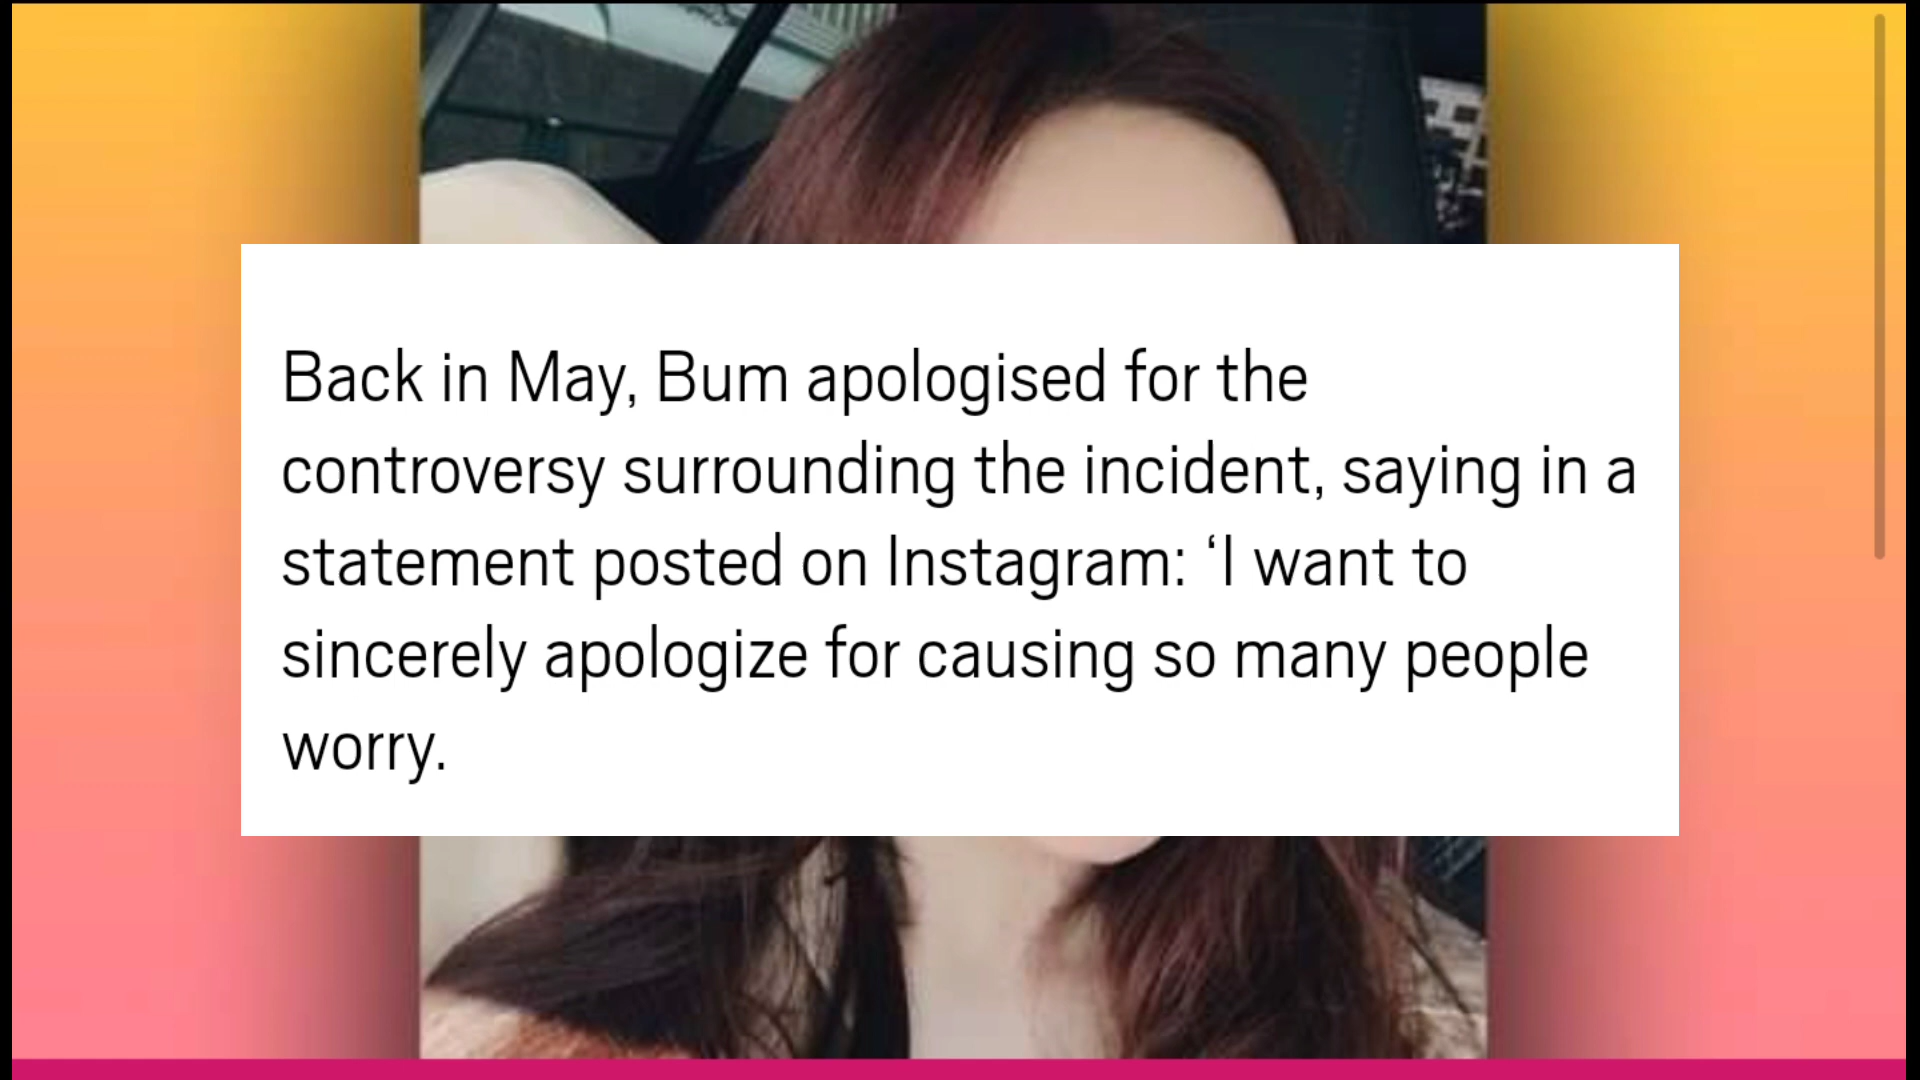 Back in May, Bum apologised for the
controversy surrounding the incident, saying in a
statement posted on Instagram: ‘I want to
sincerely apologize for causing so many people
worry.